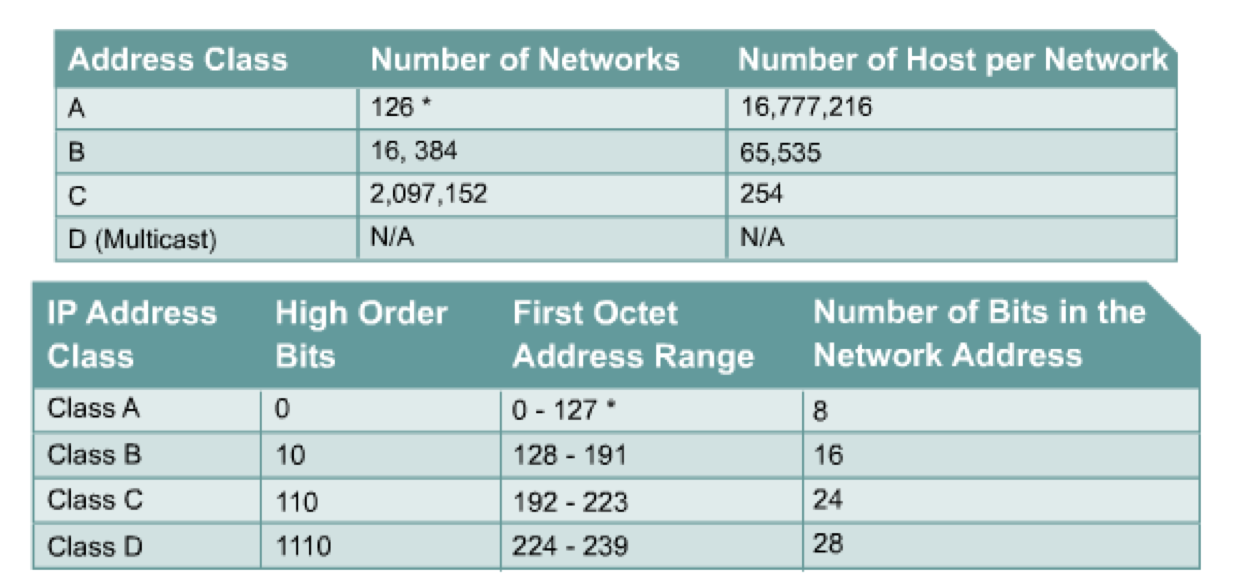 Address Class Number of Networks Number of Host per Network
A 126 * 16,777,216
B 16, 384 65,535
C 2,097,152 254
D (Multicast) N/A N/A
IP Address Class High Order Bits First Octet Address Range Number of Bits in the Network Address
Class A 0 0 - 127 * 8
Class B 10 128 - 191 16
Class C 110 192 - 223 24
Class D 1110 224 - 239 28